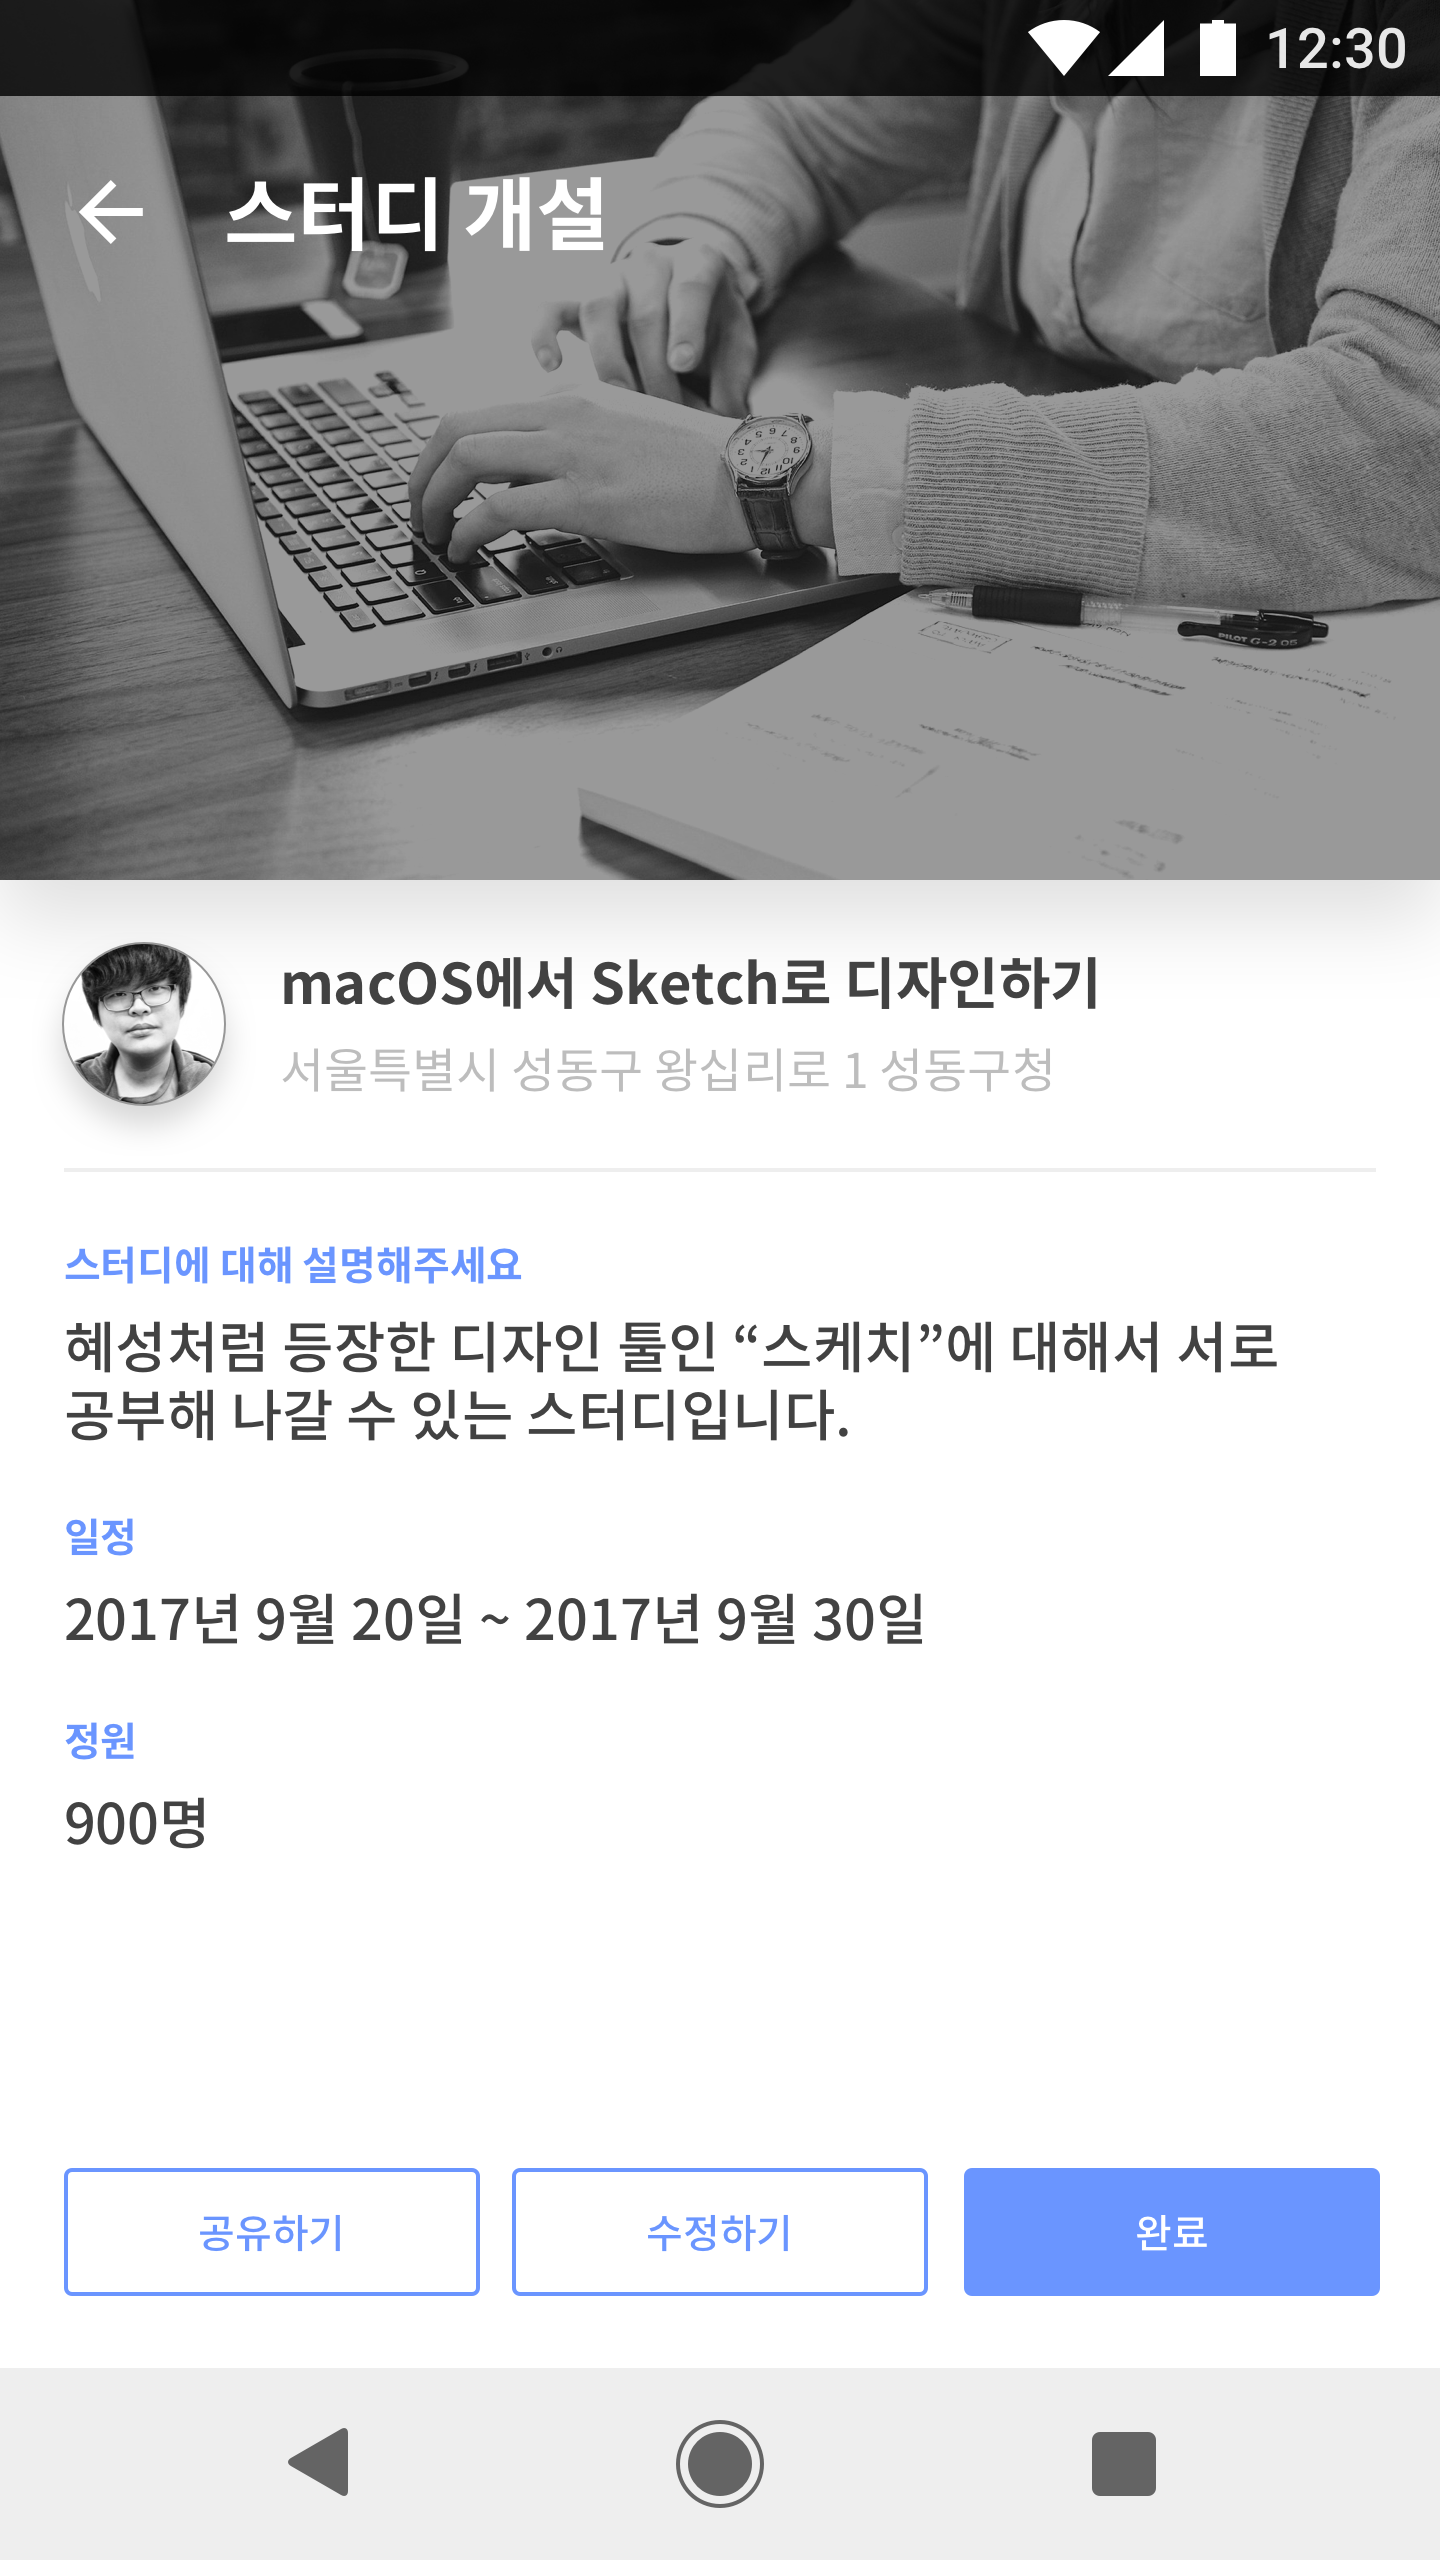 12:30
스터디 개설
PILOT G-2 05
macOS에서 Sketch로 디자인하기
서울특별시 성동구 왕십리로 1 성동구청
스터디에 대해 설명해주세요
혜성처럼 등장한 디자인 툴인 “스케치”에 대해서 서로
공부해 나갈 수 있는 스터디입니다.
일정
2017년 9월 20일 ~ 2017년 9월 30일
정원
900명
공유하기
수정하기
완료